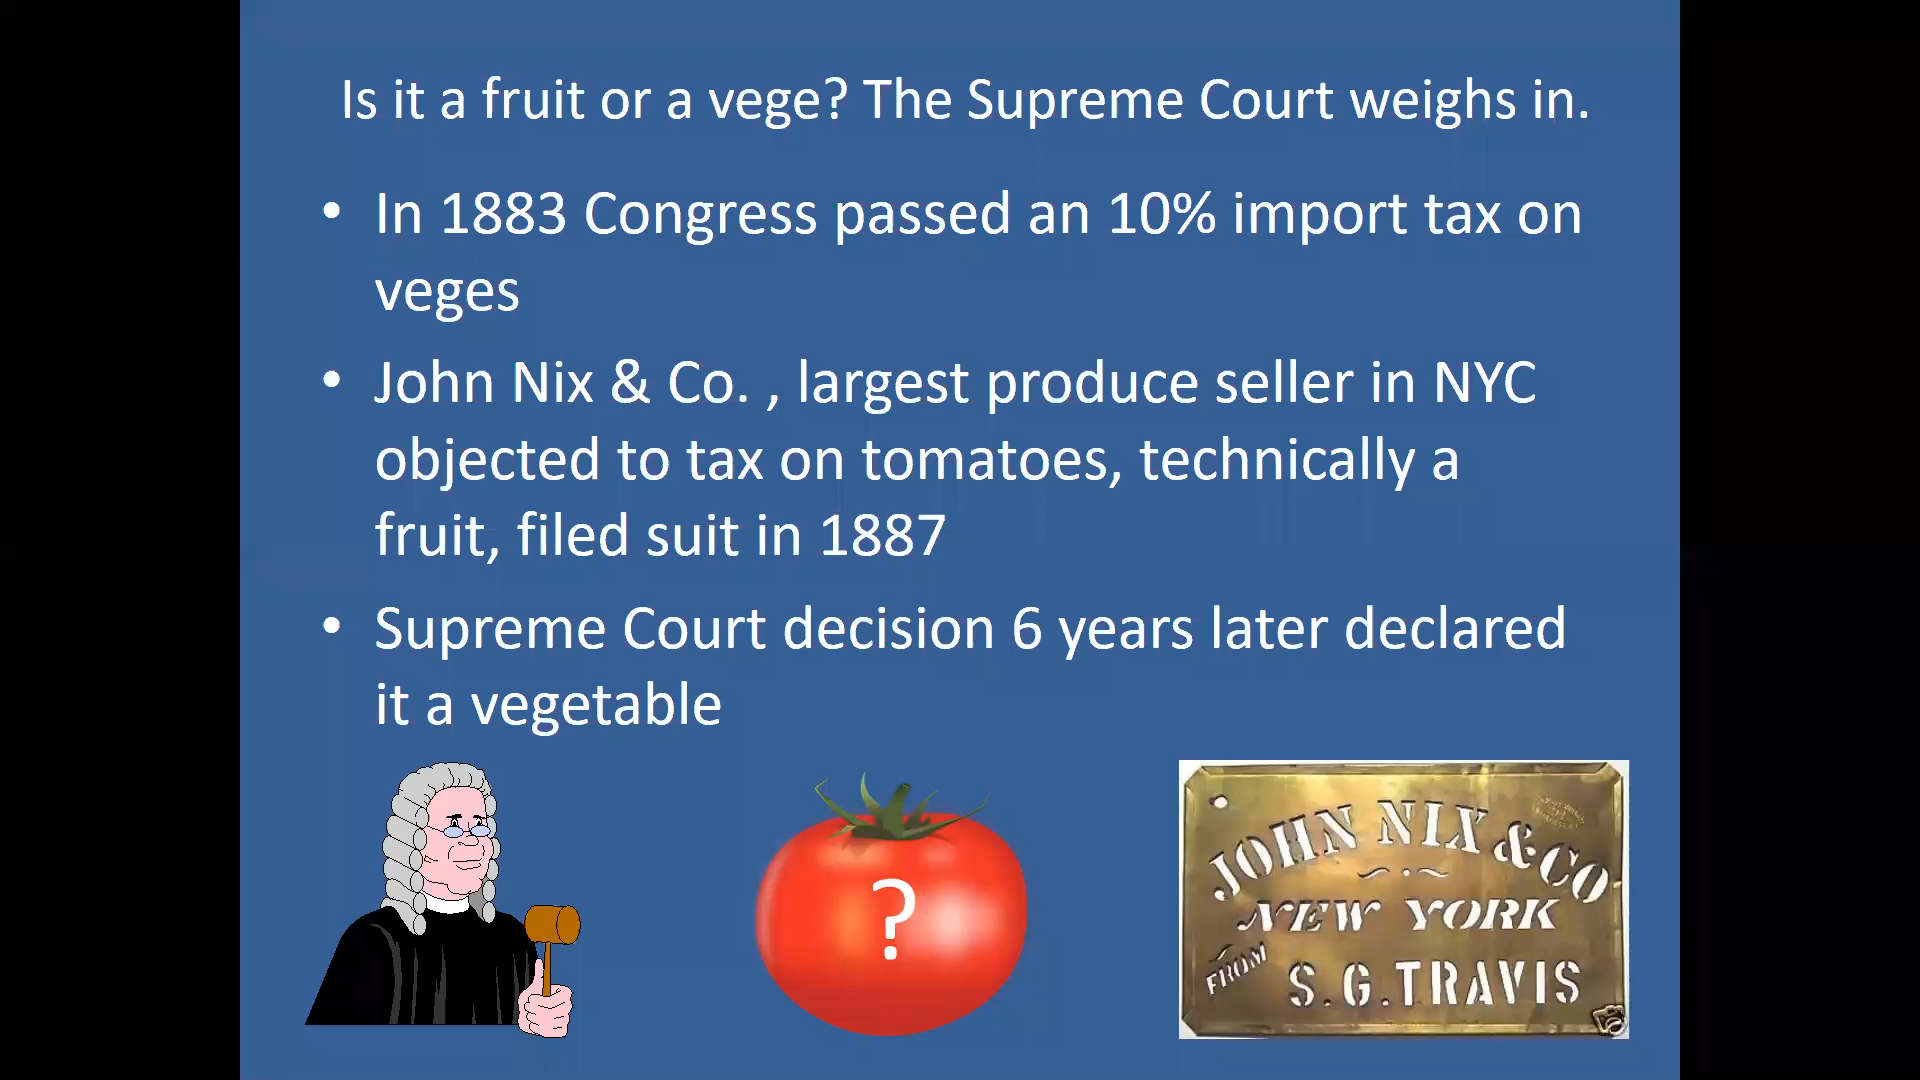 Is it a fruit or a vege? The Supreme Court weighs in.
• In 1883 Congress passed an 10% import tax on
veges
• John Nix & Co. , largest produce seller in NYC
objected to tax on tomatoes, technically a
fruit, filed suit in 1887
• Supreme Court decision 6 years later declared
it a vegetable
?
JOHN NIX & CO
NEW YORK
FROM
S.G.TRAVIS